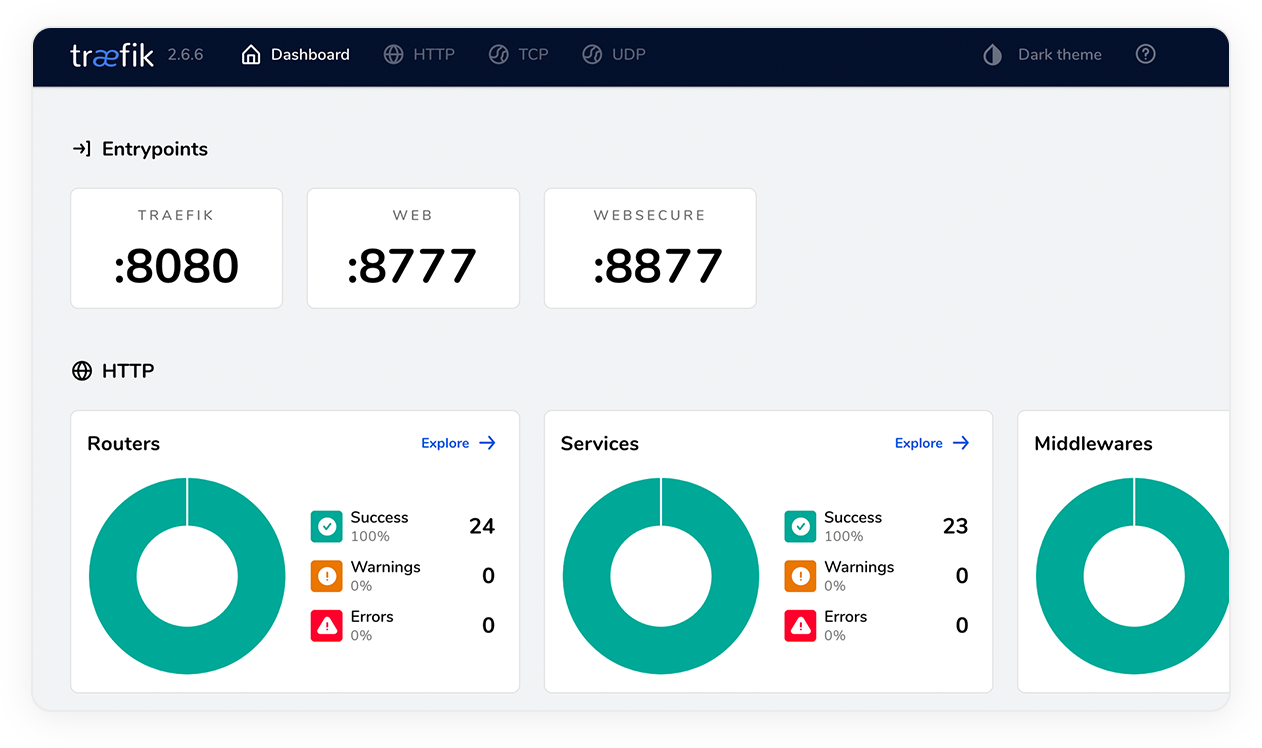 træfik 2.6.6 Dashboard HTTP TCP UDP Dark theme
Entrypoints
TRAEFIK
:8080
WEB
:8777
WEBSECURE
:8877
HTTP
Routers Explore
Success 24
100%
Warnings 0
0%
Errors 0
0%
Services Explore
Success 23
100%
Warnings 0
0%
Errors 0
0%
Middlewares